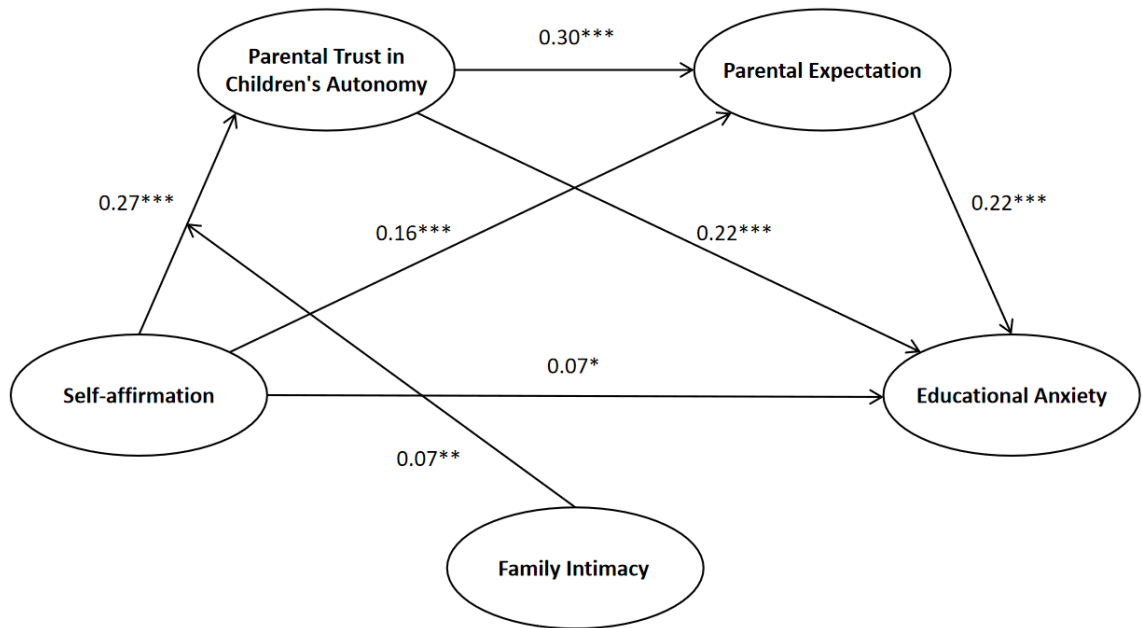 0.30***
Parental Trust in
Children's Autonomy
Parental Expectation
0.27***
0.16***
0.22***
0.22***
0.07*
Self-affirmation
Educational Anxiety
0.07**
Family Intimacy